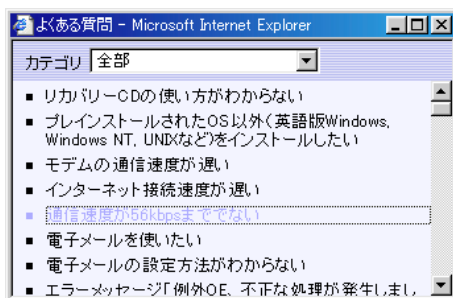 よくある質問 - Microsoft Internet Explorer
カテゴリ 全部
■ リカバリーCDの使い方がわからない
■ プレインストールされたOS以外(英語版Windows,
Windows NT, UNIXなど)をインストールしたい
■ モデムの通信速度が遅い
■ インターネット接続速度が遅い
■ 通信速度が56kbpsまででない
■ 電子メールを使いたい
■ 電子メールの設定方法がわからない
■ エラーメッセージ「例外OE、不正な処理が発生しまし